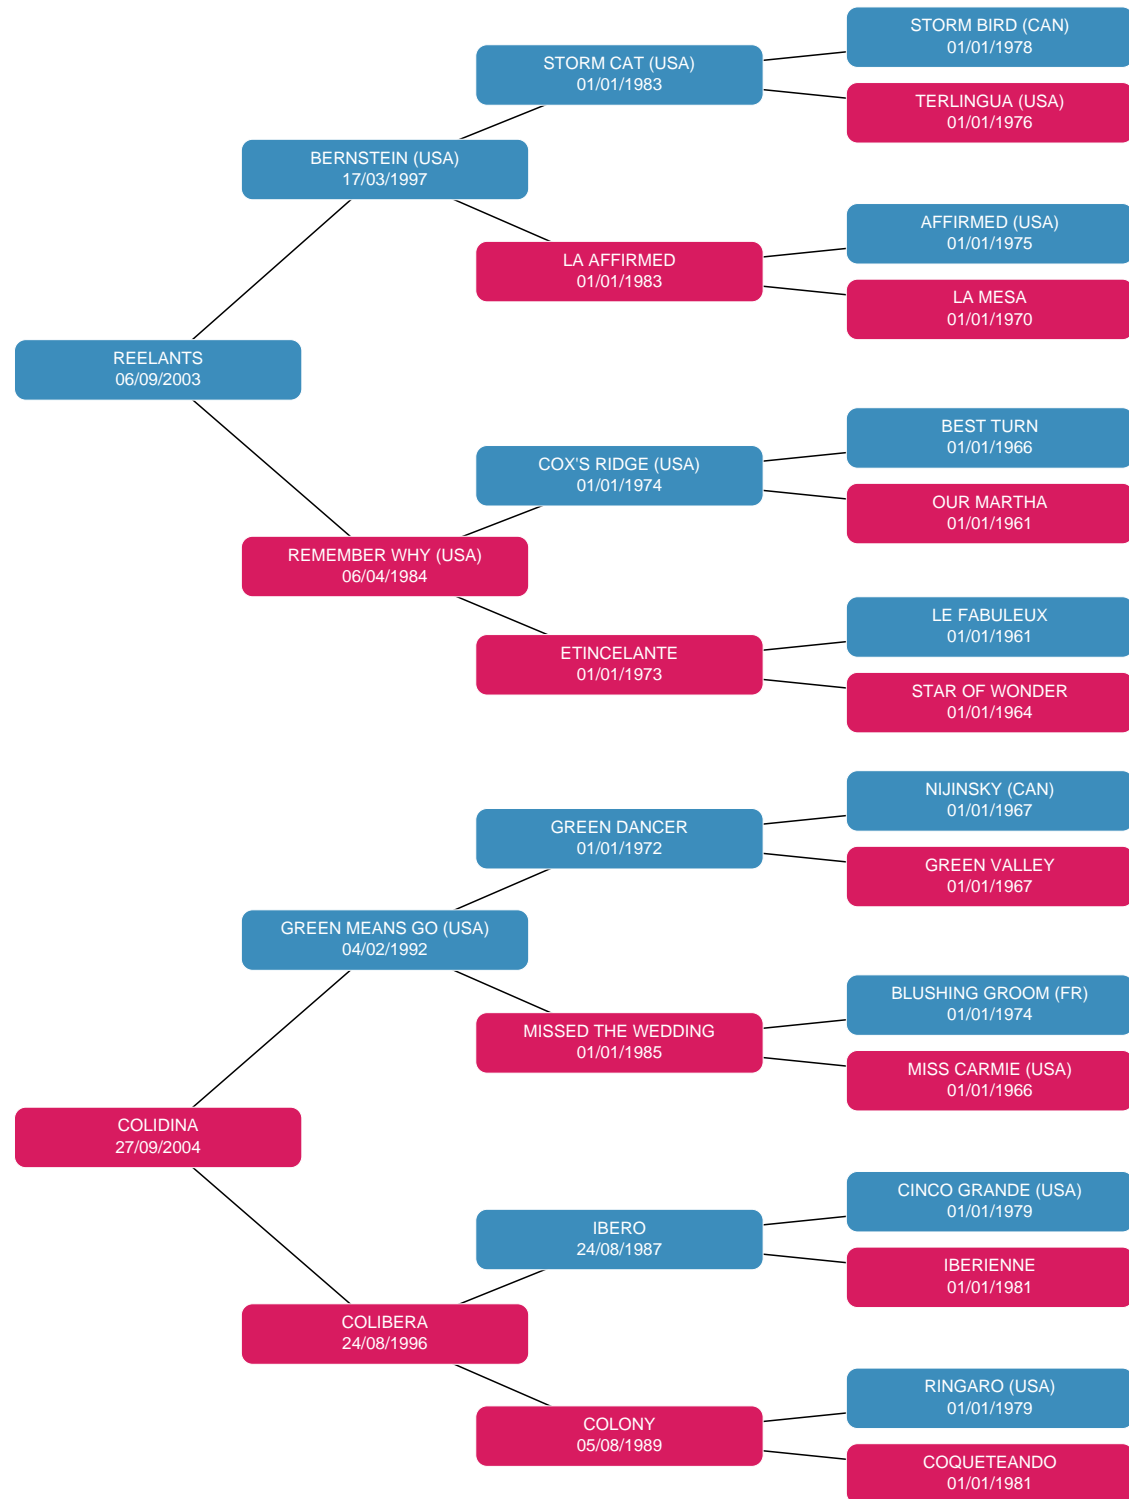 STORM BIRD (CAN)
01/01/1978
STORM CAT (USA)
01/01/1983
TERLINGUA (USA)
01/01/1976
BERNSTEIN (USA)
17/03/1997
AFFIRMED (USA)
01/01/1975
LA AFFIRMED
01/01/1983
LA MESA
01/01/1970
REELANTS
06/09/2003
BEST TURN
01/01/1966
COX'S RIDGE (USA)
01/01/1974
OUR MARTHA
01/01/1961
REMEMBER WHY (USA)
06/04/1984
LE FABULEUX
01/01/1961
ETINCELANTE
01/01/1973
STAR OF WONDER
01/01/1964
NIJINSKY (CAN)
01/01/1967
GREEN DANCER
01/01/1972
GREEN VALLEY
01/01/1967
GREEN MEANS GO (USA)
04/02/1992
BLUSHING GROOM (FR)
01/01/1974
MISSED THE WEDDING
01/01/1985
MISS CARMIE (USA)
01/01/1966
COLIDINA
27/09/2004
CINCO GRANDE (USA)
01/01/1979
IBERO
24/08/1987
IBERIENNE
01/01/1981
COLIBERA
24/08/1996
RINGARO (USA)
01/01/1979
COLONY
05/08/1989
COQUETEANDO
01/01/1981